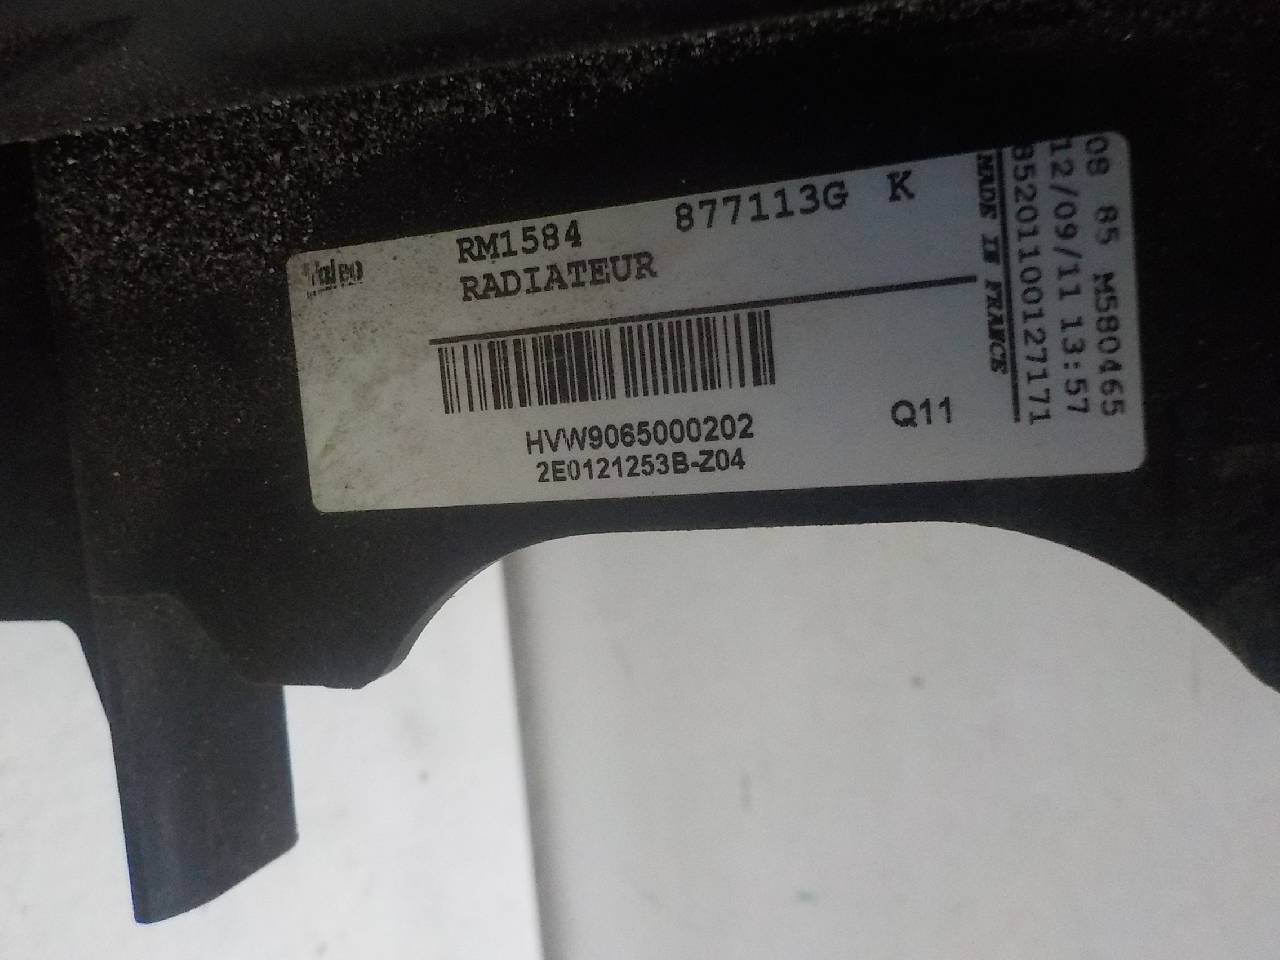 Valeo
RM1584 877113G K
RADIATEUR
HVW9065000202
2E0121253B-Z04
Q11
MADE IN FRANCE
85201100127171
12/09/11 13:57
08 85 M580465